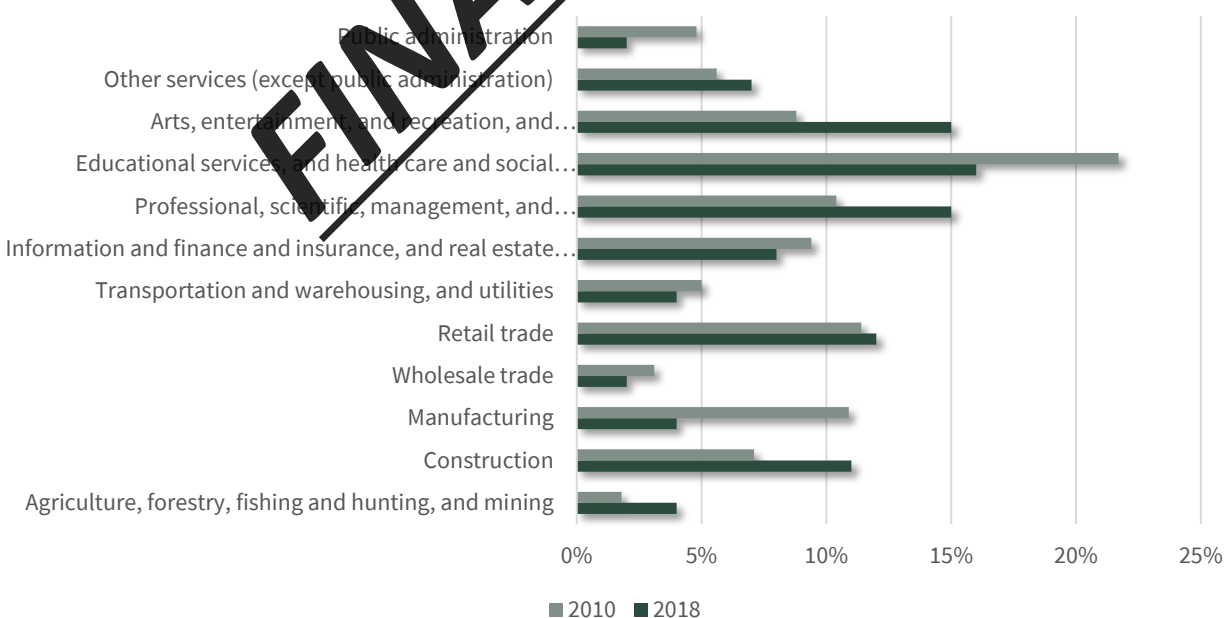 FINA
Public administration
Other services (except public administration)
Arts, entertainment, and recreation, and…
Educational services, and health care and social…
Professional, scientific, management, and…
Information and finance and insurance, and real estate…
Transportation and warehousing, and utilities
Retail trade
Wholesale trade
Manufacturing
Construction
Agriculture, forestry, fishing and hunting, and mining
0% 5% 10% 15% 20% 25%
2010 2018